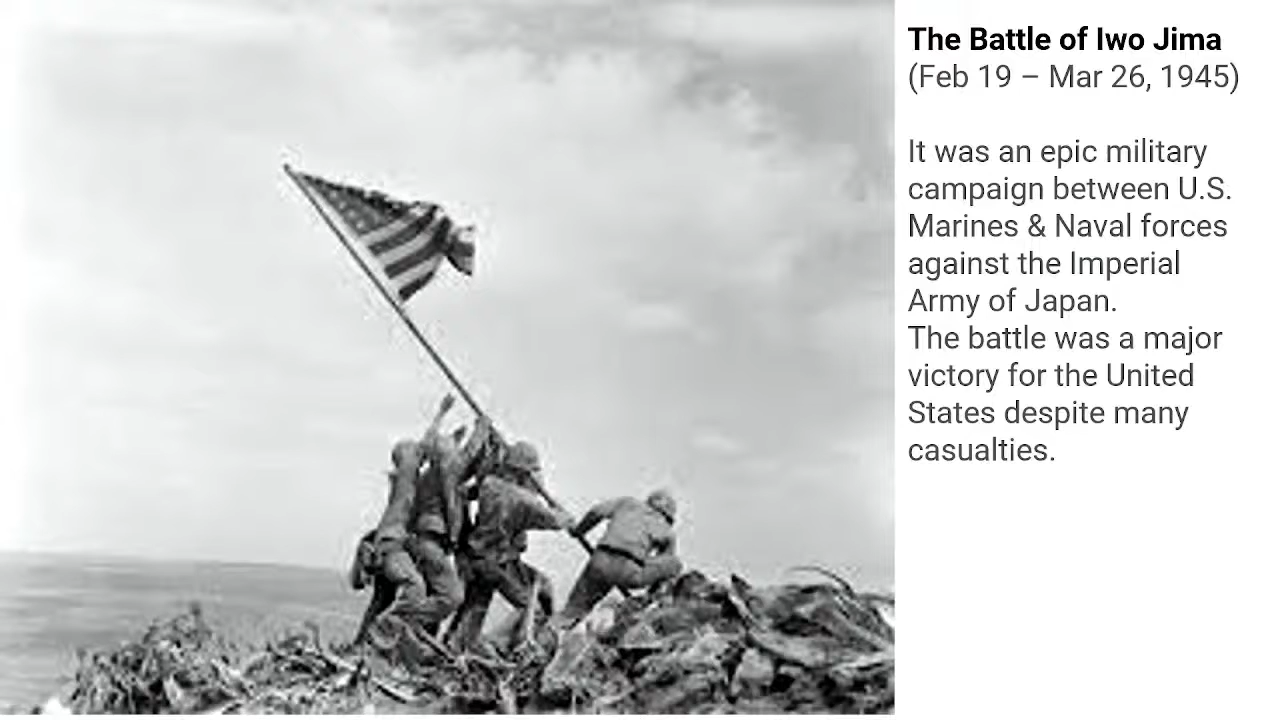 The Battle of Iwo Jima
(Feb 19 – Mar 26, 1945)
It was an epic military
campaign between U.S.
Marines & Naval forces
against the Imperial
Army of Japan.
The battle was a major
victory for the United
States despite many
casualties.